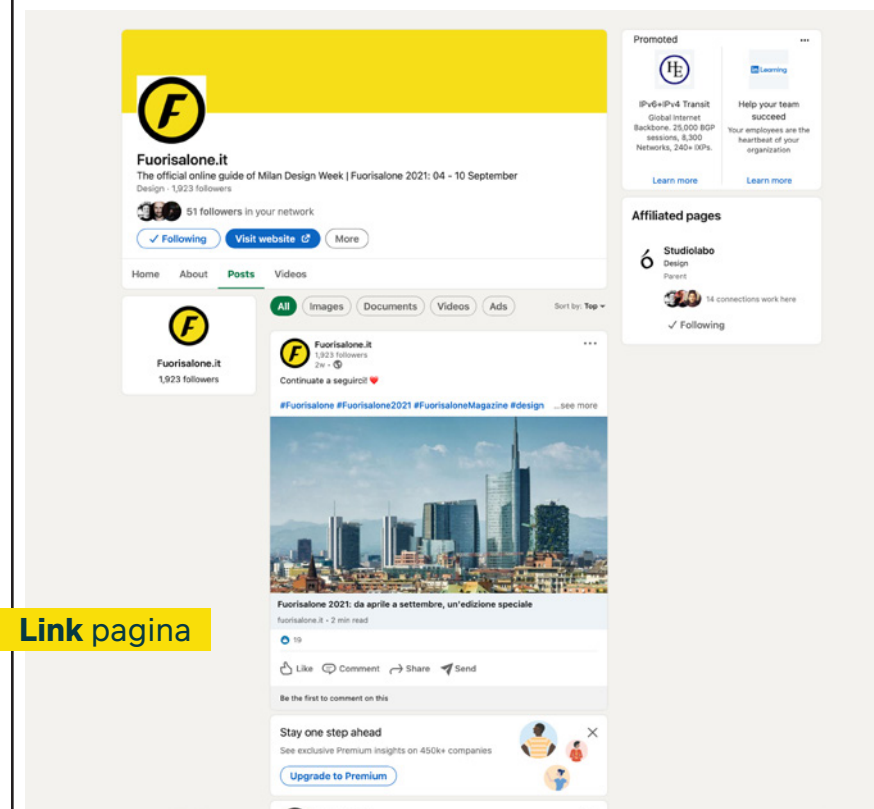 F
Fuorisalone.it
The official online guide of Milan Design Week | Fuorisalone 2021: 04 - 10 September
Design · 1,923 followers
51 followers in your network
✓ Following
Visit website
More
Home About Posts Videos
F
Fuorisalone.it
1,923 followers
All Images Documents Videos Ads Sort by: Top
F
Fuorisalone.it
1,923 followers
2w •
Continuate a seguirci! ❤️
#Fuorisalone #Fuorisalone2021 #FuorisaloneMagazine #design ...see more
Fuorisalone 2021: da aprile a settembre, un'edizione speciale
fuorisalone.it • 2 min read
19
Like Comment Share Send
Be the first to comment on this
Stay one step ahead
See exclusive Premium insights on 450k+ companies
Upgrade to Premium
Promoted
HE
IPv6+IPv4 Transit
Global Internet
Backbone. 25,000 BGP
sessions, 8,300
Networks, 240+ IXPs.
Learn more
in Learning
Help your team
succeed
Your employees are the
heartbeat of your
organization
Learn more
Affiliated pages
ó
Studiolabo
Design
Parent
14 connections work here
✓ Following
Link pagina